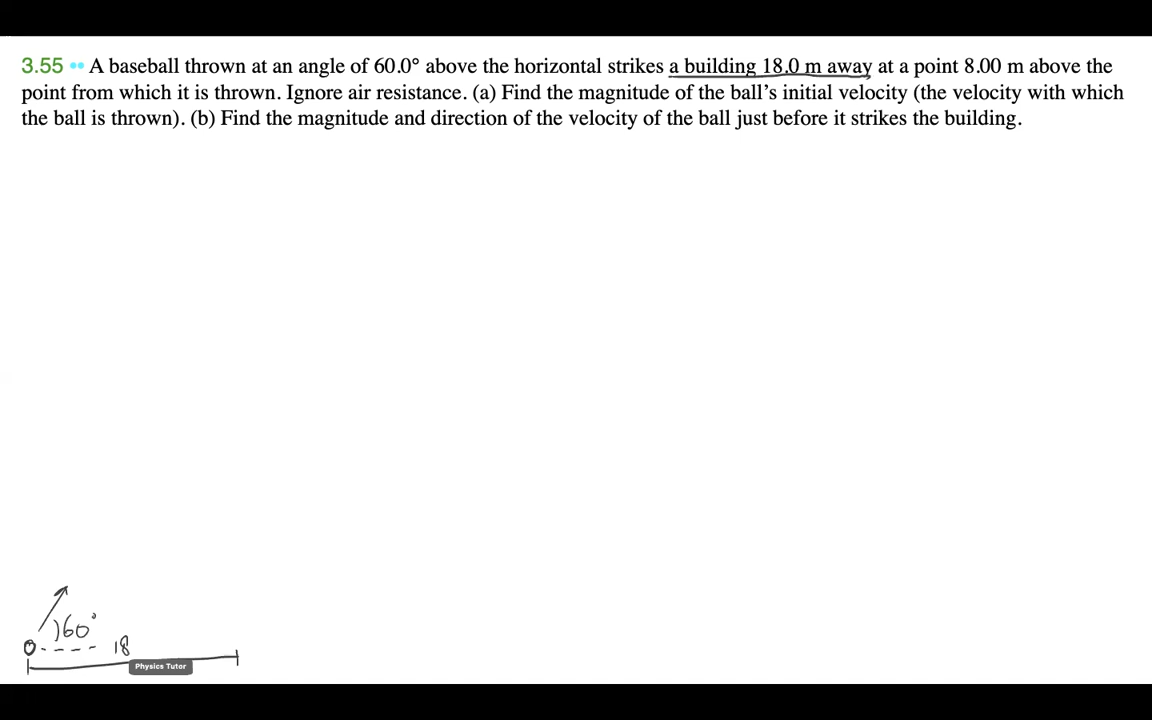 3.55 •• A baseball thrown at an angle of 60.0° above the horizontal strikes a building 18.0 m away at a point 8.00 m above the
point from which it is thrown. Ignore air resistance. (a) Find the magnitude of the ball’s initial velocity (the velocity with which
the ball is thrown). (b) Find the magnitude and direction of the velocity of the ball just before it strikes the building.
60°
18
Physics Tutor